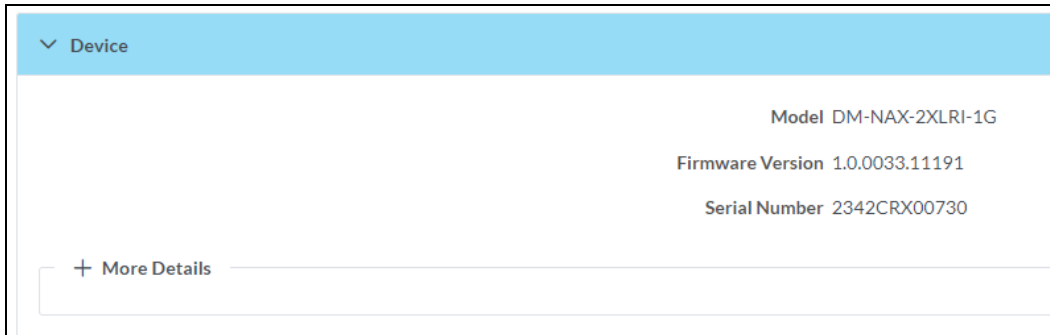 Device
Model DM-NAX-2XLRI-1G
Firmware Version 1.0.0033.11191
Serial Number 2342CRX00730
More Details